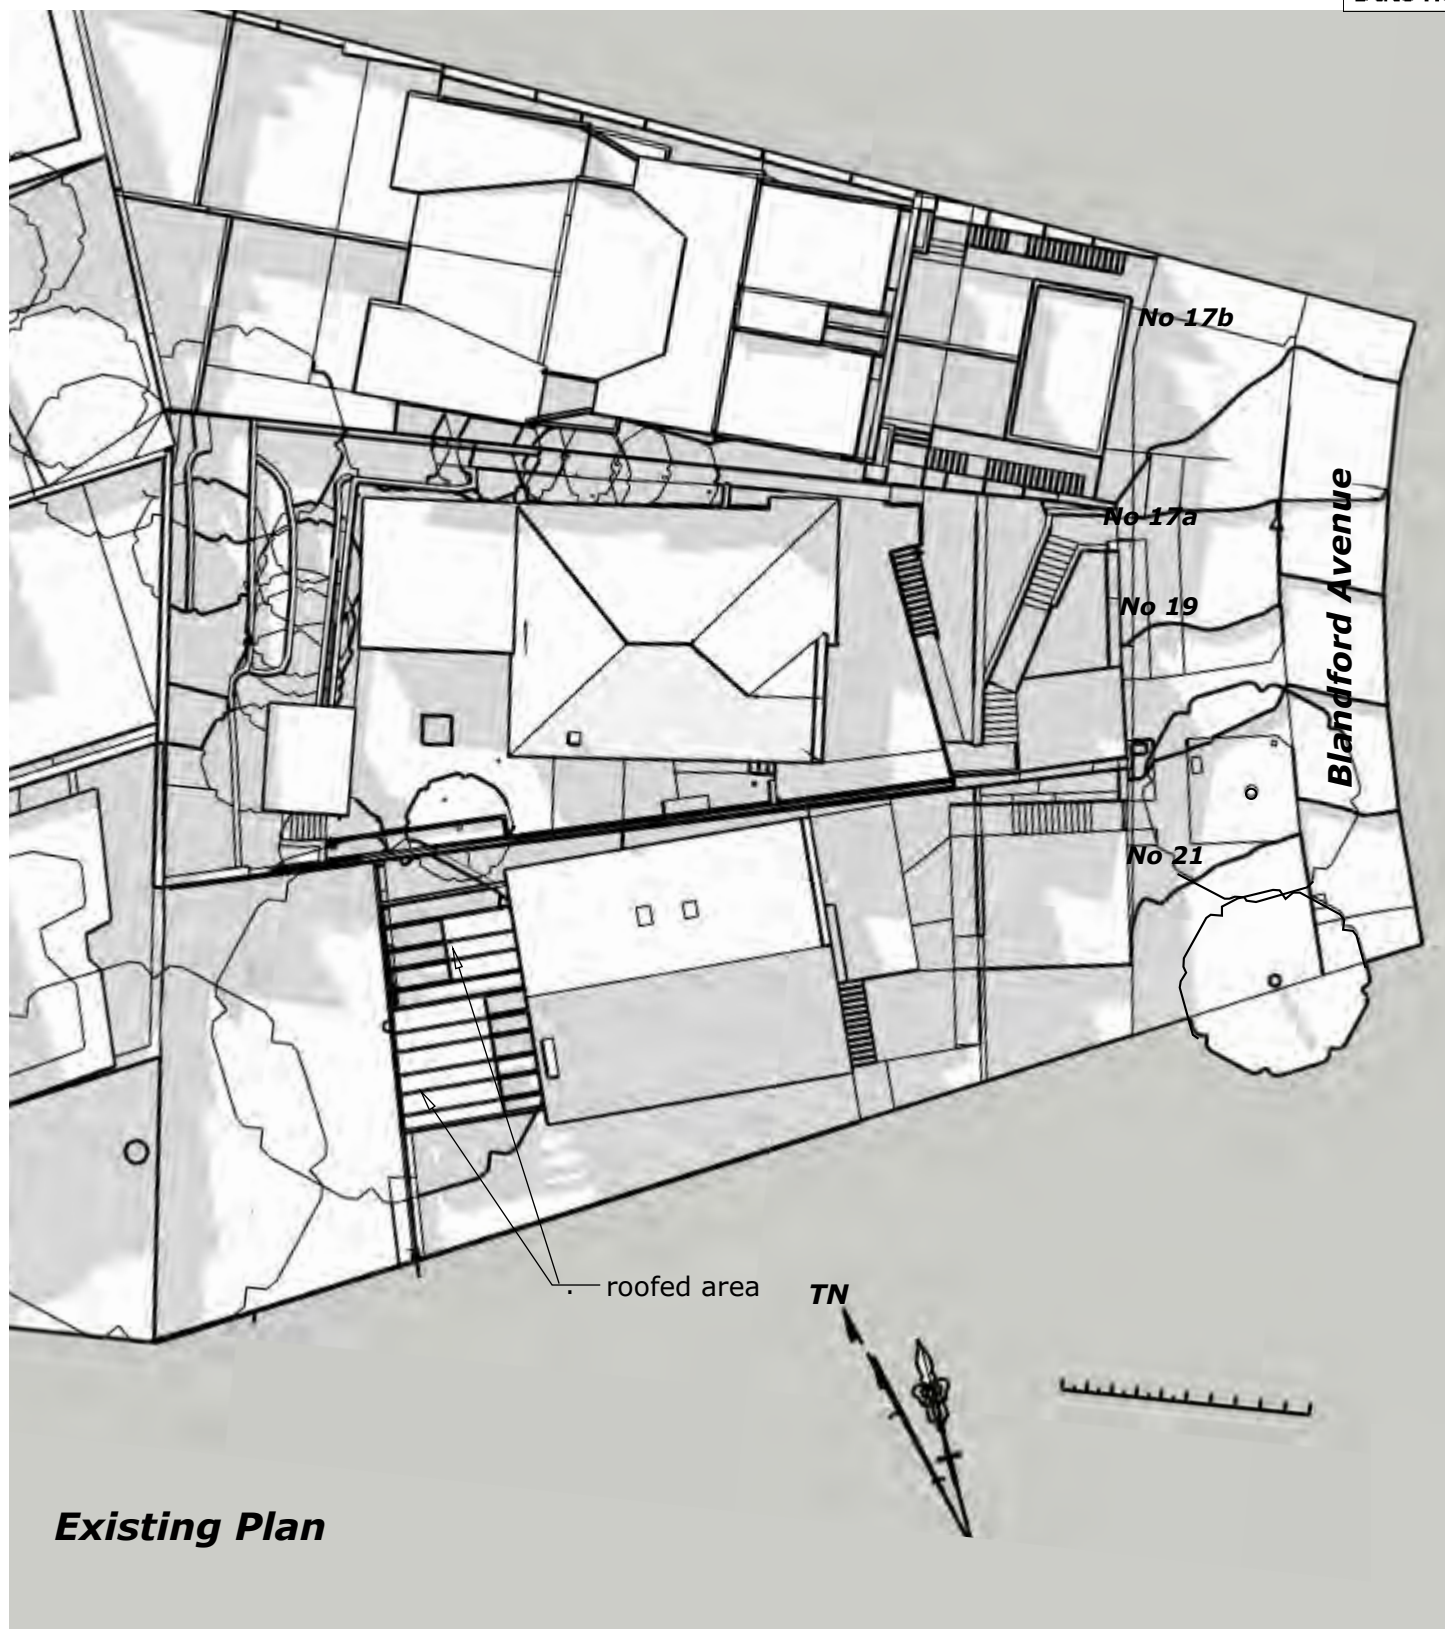 No 17b
No 17a
No 19
Blandford Avenue
No 21
roofed area
TN
Existing Plan